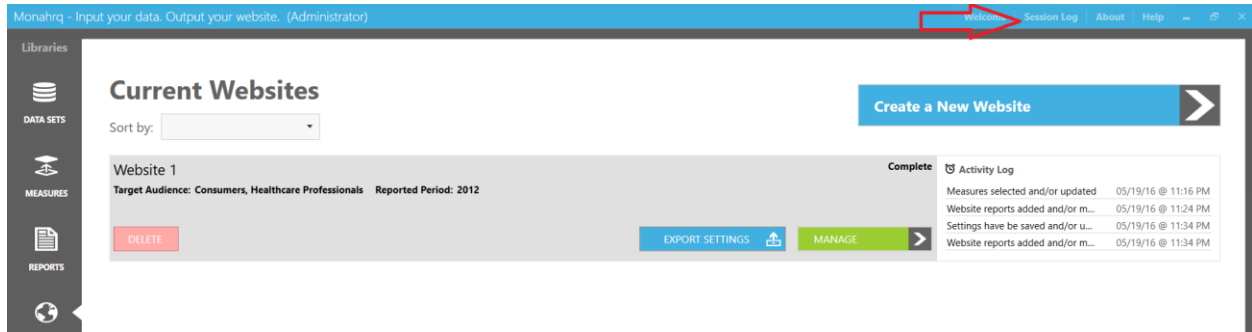 Monahrq - Input your data. Output your website. (Administrator)
Welcome Session Log About Help
Libraries
DATA SETS
MEASURES
REPORTS
Current Websites
Sort by:
Create a New Website
Website 1
Complete
Target Audience: Consumers, Healthcare Professionals Reported Period: 2012
DELETE
EXPORT SETTINGS
MANAGE
Activity Log
Measures selected and/or updated 05/19/16 @ 11:16 PM
Website reports added and/or m... 05/19/16 @ 11:24 PM
Settings have be saved and/or u... 05/19/16 @ 11:34 PM
Website reports added and/or m... 05/19/16 @ 11:34 PM